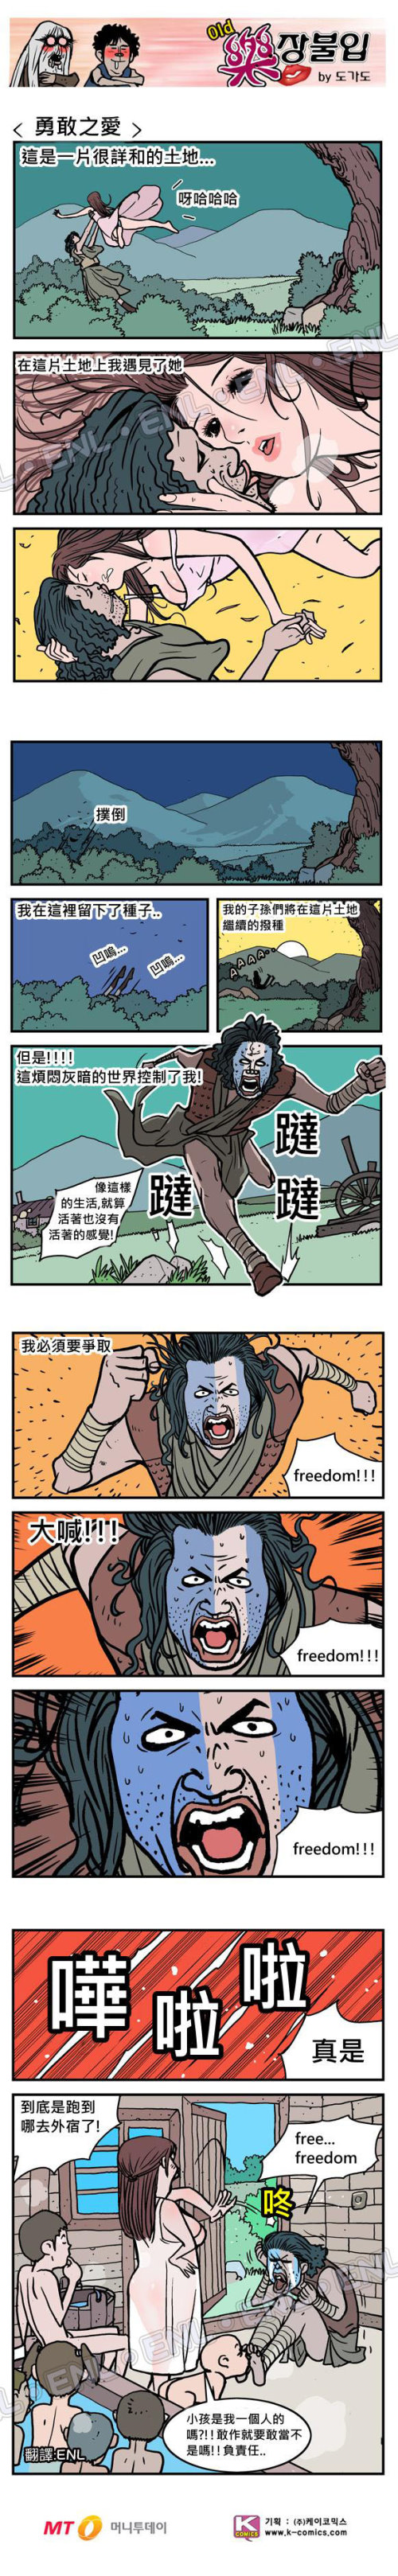 Old
樂장불입
by 도가도
< 勇敢之愛 >
這是一片很詳和的土地...
呀哈哈哈
在這片土地上我遇見了她
撲倒
我在這裡留下了種子..
凹嗚...
凹嗚...
我的子孫們將在這片土地
繼續的撥種
AAAA...
但是!!!!
這煩悶灰暗的世界控制了我!
像這樣
的生活,就算
活著也沒有
活著的感覺!
躂
躂
躂
我必須要爭取
freedom!!!
大喊!!!
freedom!!!
freedom!!!
嘩
啦
啦
真是
到底是跑到
哪去外宿了!
free...
freedom
咚
小孩是我一個人的
嗎?!! 敢作就要敢當不
是嗎!! 負責任..
翻譯:ENL
MT 머니투데이
K COMICS
기획 : (주)케이코믹스
www.k-comics.com